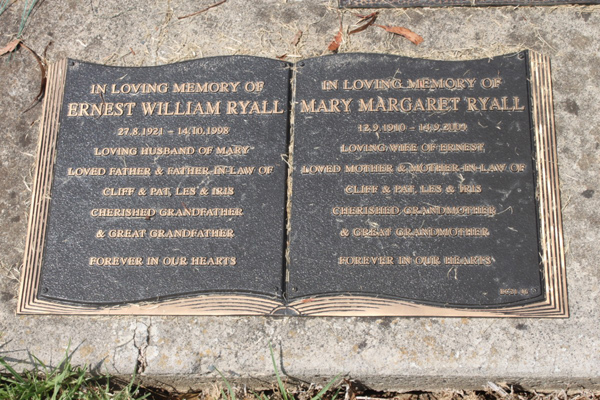 IN LOVING MEMORY OF
ERNEST WILLIAM RYALL
27.8.1921 - 14.10.1998
LOVING HUSBAND OF MARY
LOVED FATHER & FATHER-IN-LAW OF
CLIFF & PAT, LES & IRIS
CHERISHED GRANDFATHER
& GREAT GRANDFATHER
FOREVER IN OUR HEARTS
IN LOVING MEMORY OF
MARY MARGARET RYALL
LOVING WIFE OF ERNEST
LOVED MOTHER & MOTHER-IN-LAW OF
CLIFF & PAT, LES & IRIS
CHERISHED GRANDMOTHER
& GREAT GRANDMOTHER
FOREVER IN OUR HEARTS